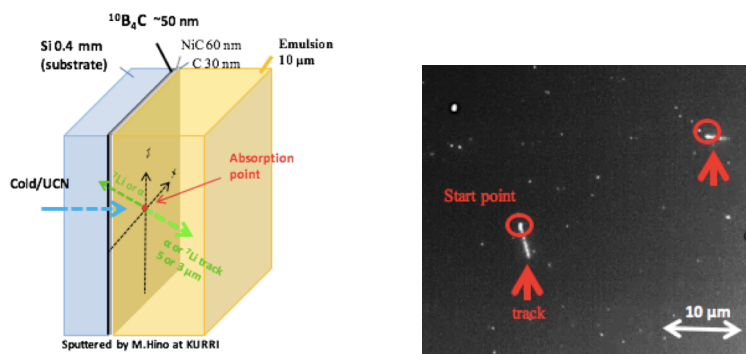 ¹⁰B₄C ~50 nm
Si 0.4 mm
(substrate)
NiC 60 nm
C 30 nm
Emulsion
10 μm
Cold/UCN
⁷Li or α
Absorption
point
z
x
α or ⁷Li track
5 or 3 μm
Sputtered by M.Hino at KURRI
Start point
track
10 μm